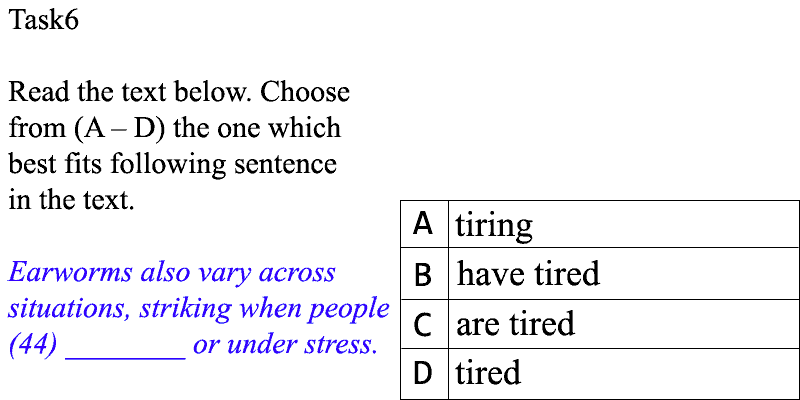 Task6
Read the text below. Choose
from (A – D) the one which
best fits following sentence
in the text.
Earworms also vary across
situations, striking when people
(44) ________ or under stress.
A tiring
B have tired
C are tired
D tired